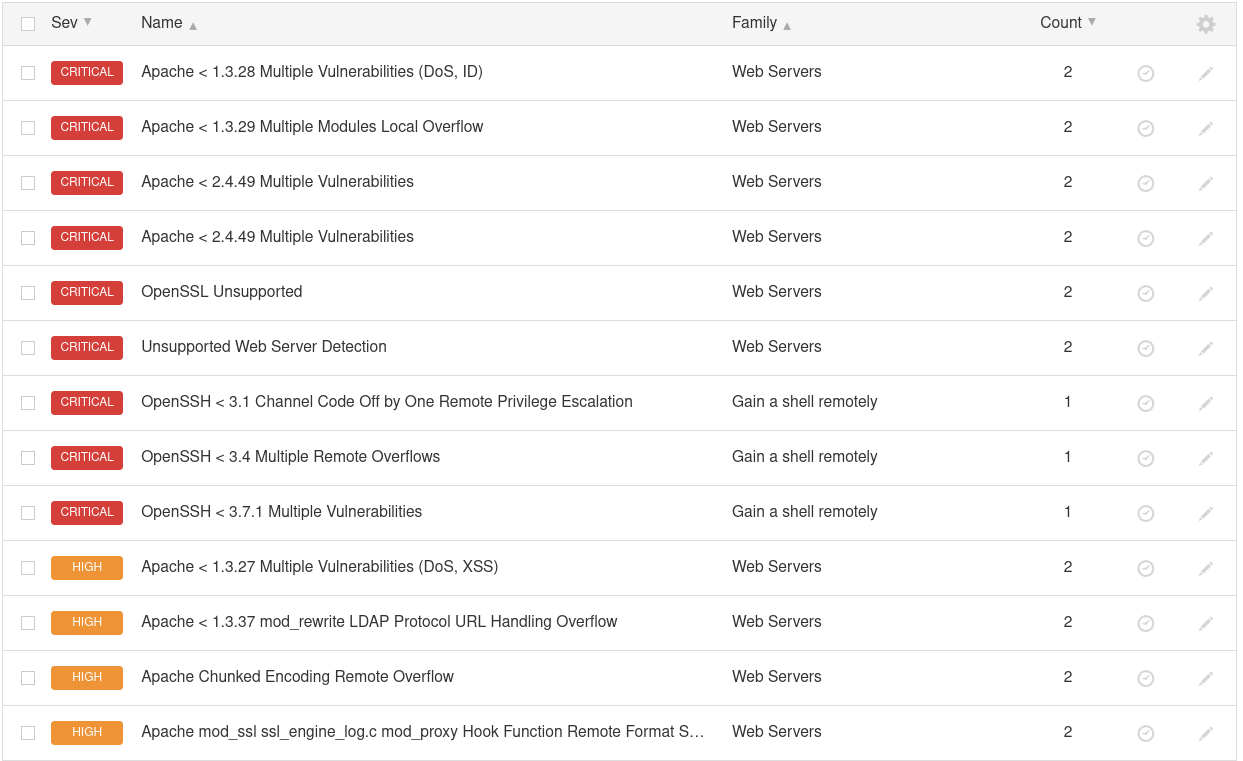 Sev ▼ Name ▲ Family ▲ Count ▼
CRITICAL Apache < 1.3.28 Multiple Vulnerabilities (DoS, ID) Web Servers 2
CRITICAL Apache < 1.3.29 Multiple Modules Local Overflow Web Servers 2
CRITICAL Apache < 2.4.49 Multiple Vulnerabilities Web Servers 2
CRITICAL Apache < 2.4.49 Multiple Vulnerabilities Web Servers 2
CRITICAL OpenSSL Unsupported Web Servers 2
CRITICAL Unsupported Web Server Detection Web Servers 2
CRITICAL OpenSSH < 3.1 Channel Code Off by One Remote Privilege Escalation Gain a shell remotely 1
CRITICAL OpenSSH < 3.4 Multiple Remote Overflows Gain a shell remotely 1
CRITICAL OpenSSH < 3.7.1 Multiple Vulnerabilities Gain a shell remotely 1
HIGH Apache < 1.3.27 Multiple Vulnerabilities (DoS, XSS) Web Servers 2
HIGH Apache < 1.3.37 mod_rewrite LDAP Protocol URL Handling Overflow Web Servers 2
HIGH Apache Chunked Encoding Remote Overflow Web Servers 2
HIGH Apache mod_ssl ssl_engine_log.c mod_proxy Hook Function Remote Format S… Web Servers 2